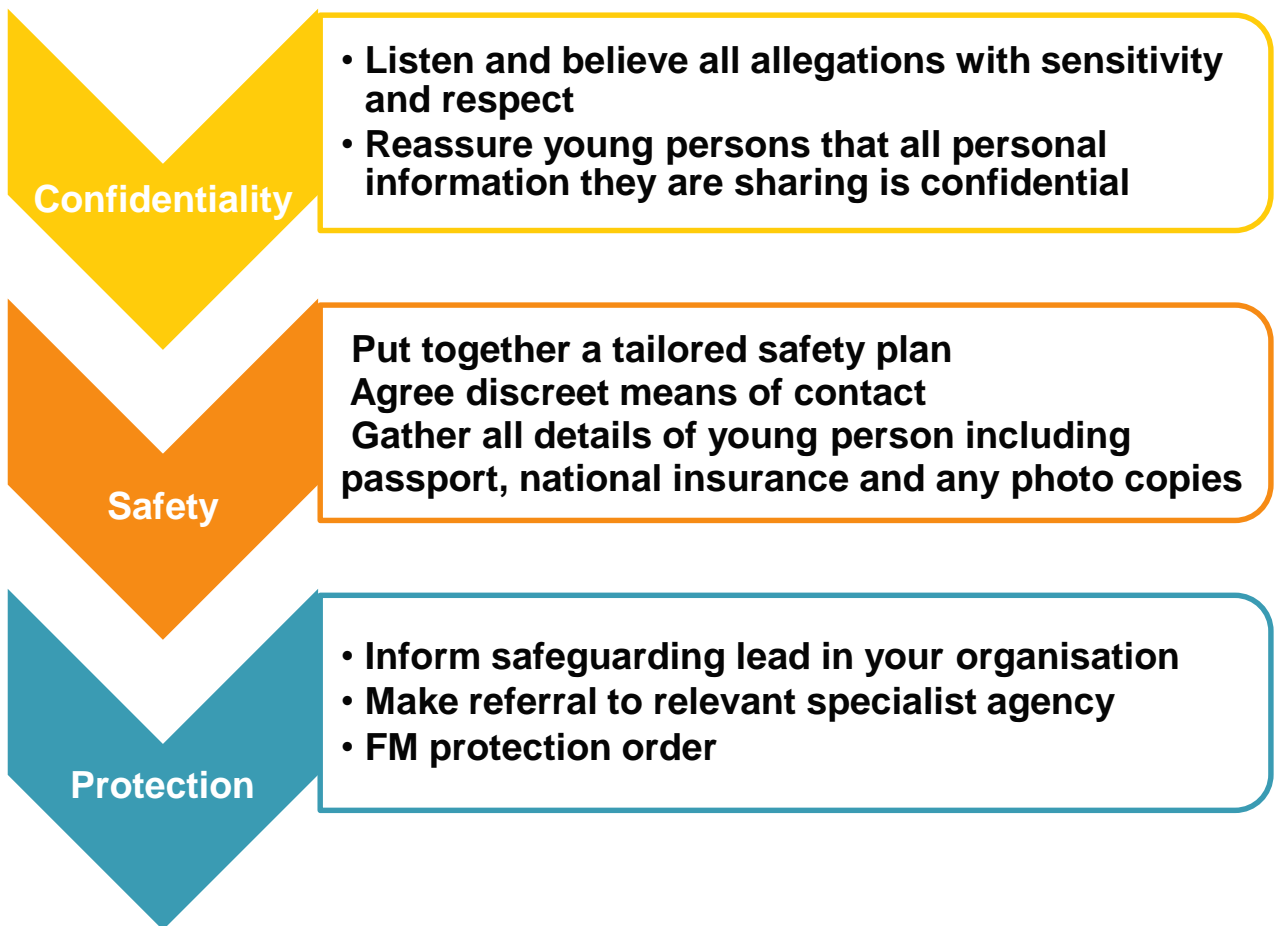 • Listen and believe all allegations with sensitivity
and respect
• Reassure young persons that all personal
information they are sharing is confidential
Confidentiality
Put together a tailored safety plan
Agree discreet means of contact
Gather all details of young person including
passport, national insurance and any photo copies
Safety
• Inform safeguarding lead in your organisation
• Make referral to relevant specialist agency
• FM protection order
Protection